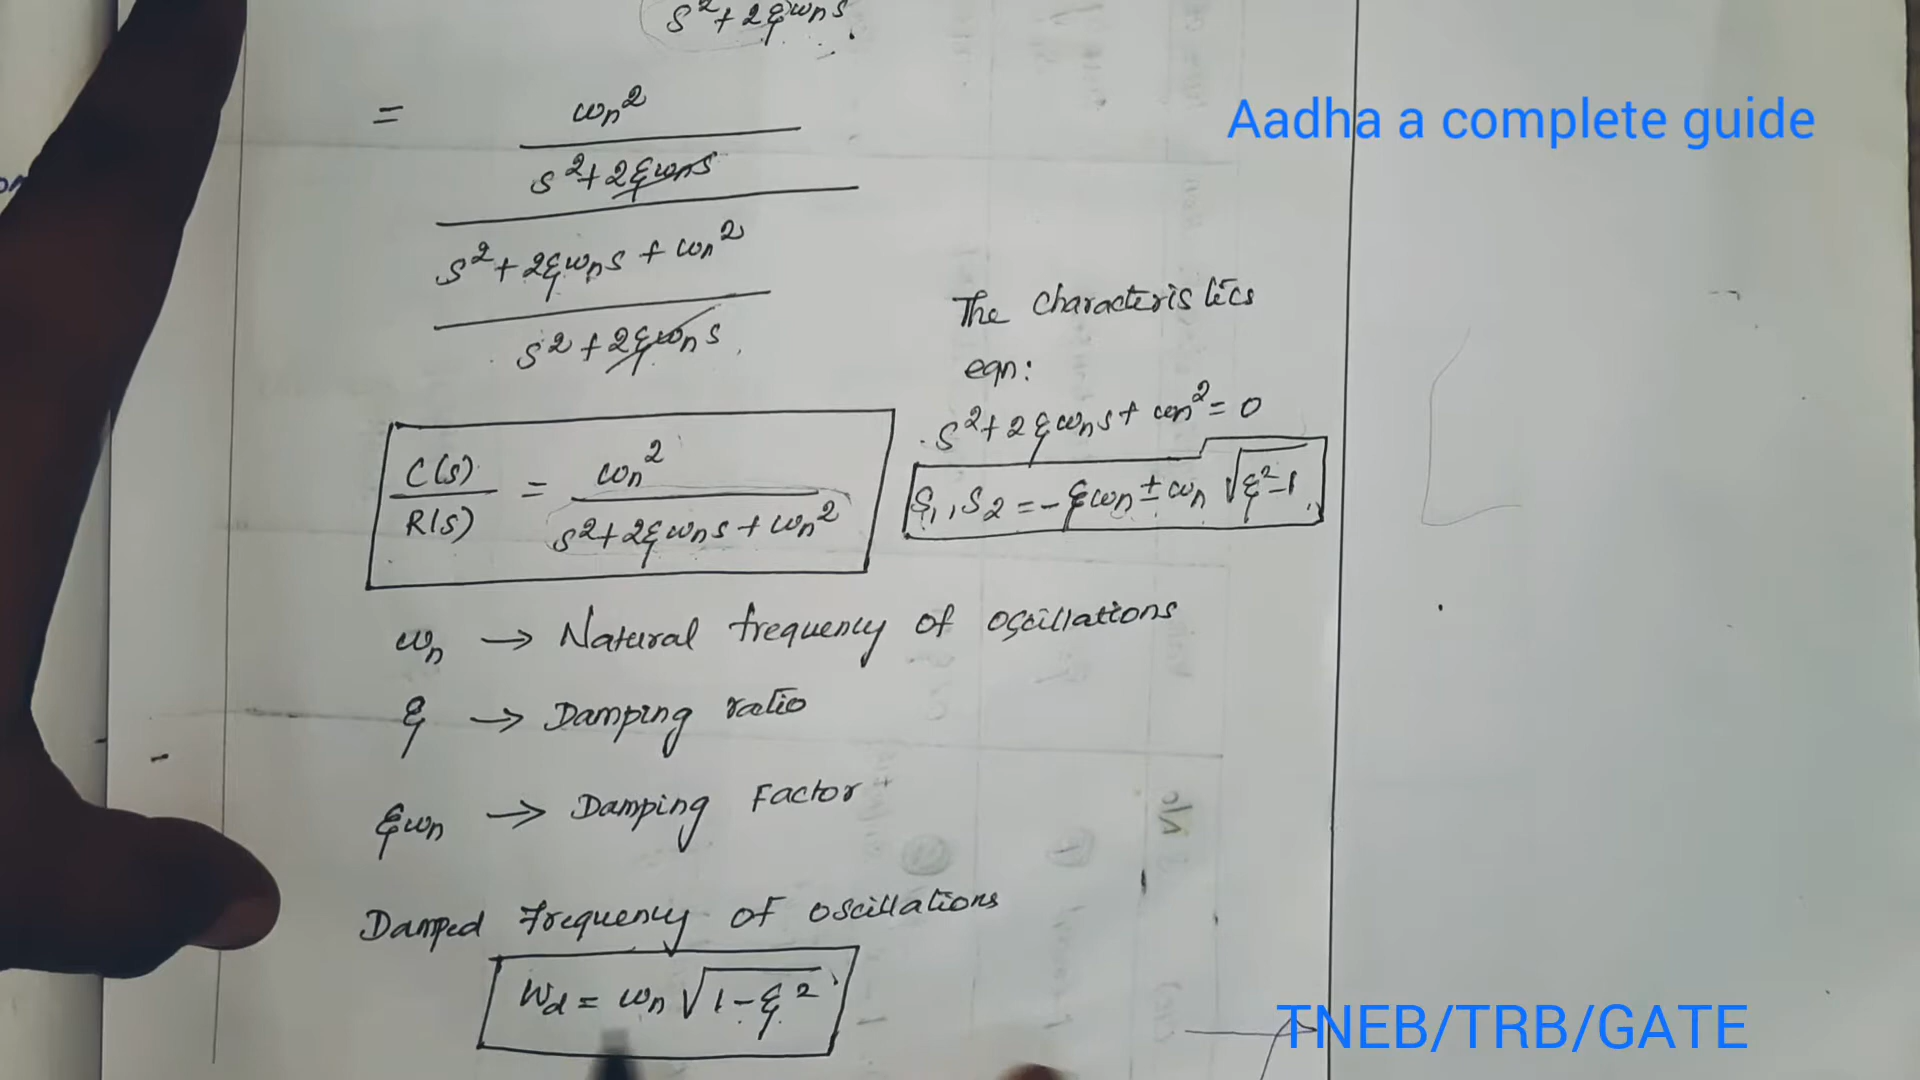 s²+2ξωns
= ωn²
s²+2ξωns
s²+2ξωns+ωn²
s²+2ξωns
Aadha a complete guide
The characteristics
eqn:
s²+2ξωns+ωn²=0
S1,,S2=-ξωn±ωn√ξ²-1
C(s)/R(s) = ωn²/s²+2ξωns+ωn²
ωn → Natural frequency of oscillations
ξ → Damping ratio
ξωn → Damping Factor
Damped Frequency of oscillations
Wd = ωn√1-ξ²
TNEB/TRB/GATE